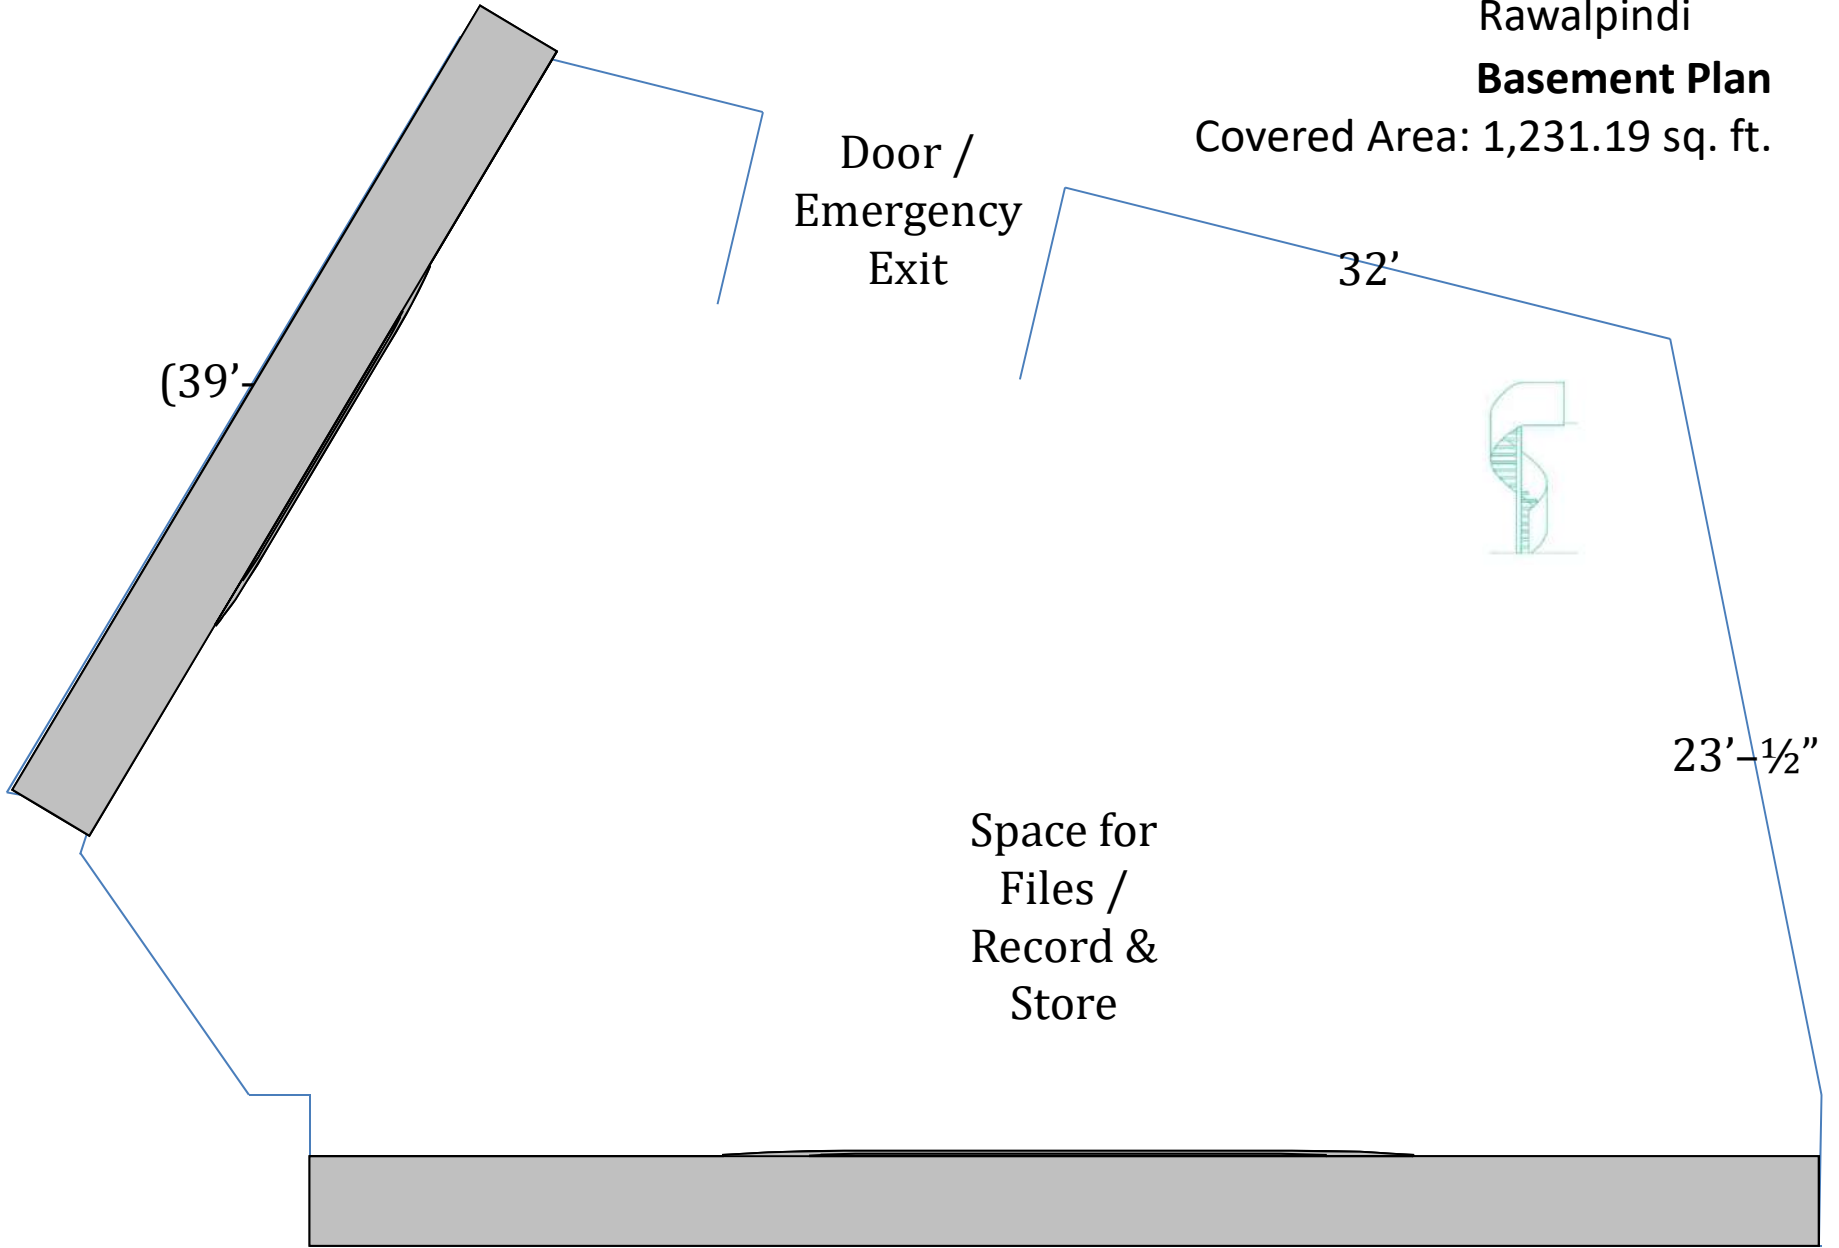 Rawalpindi
Basement Plan
Covered Area: 1,231.19 sq. ft.
Door /
Emergency
Exit
32’
(39’-
23’–½”
Space for
Files /
Record &
Store